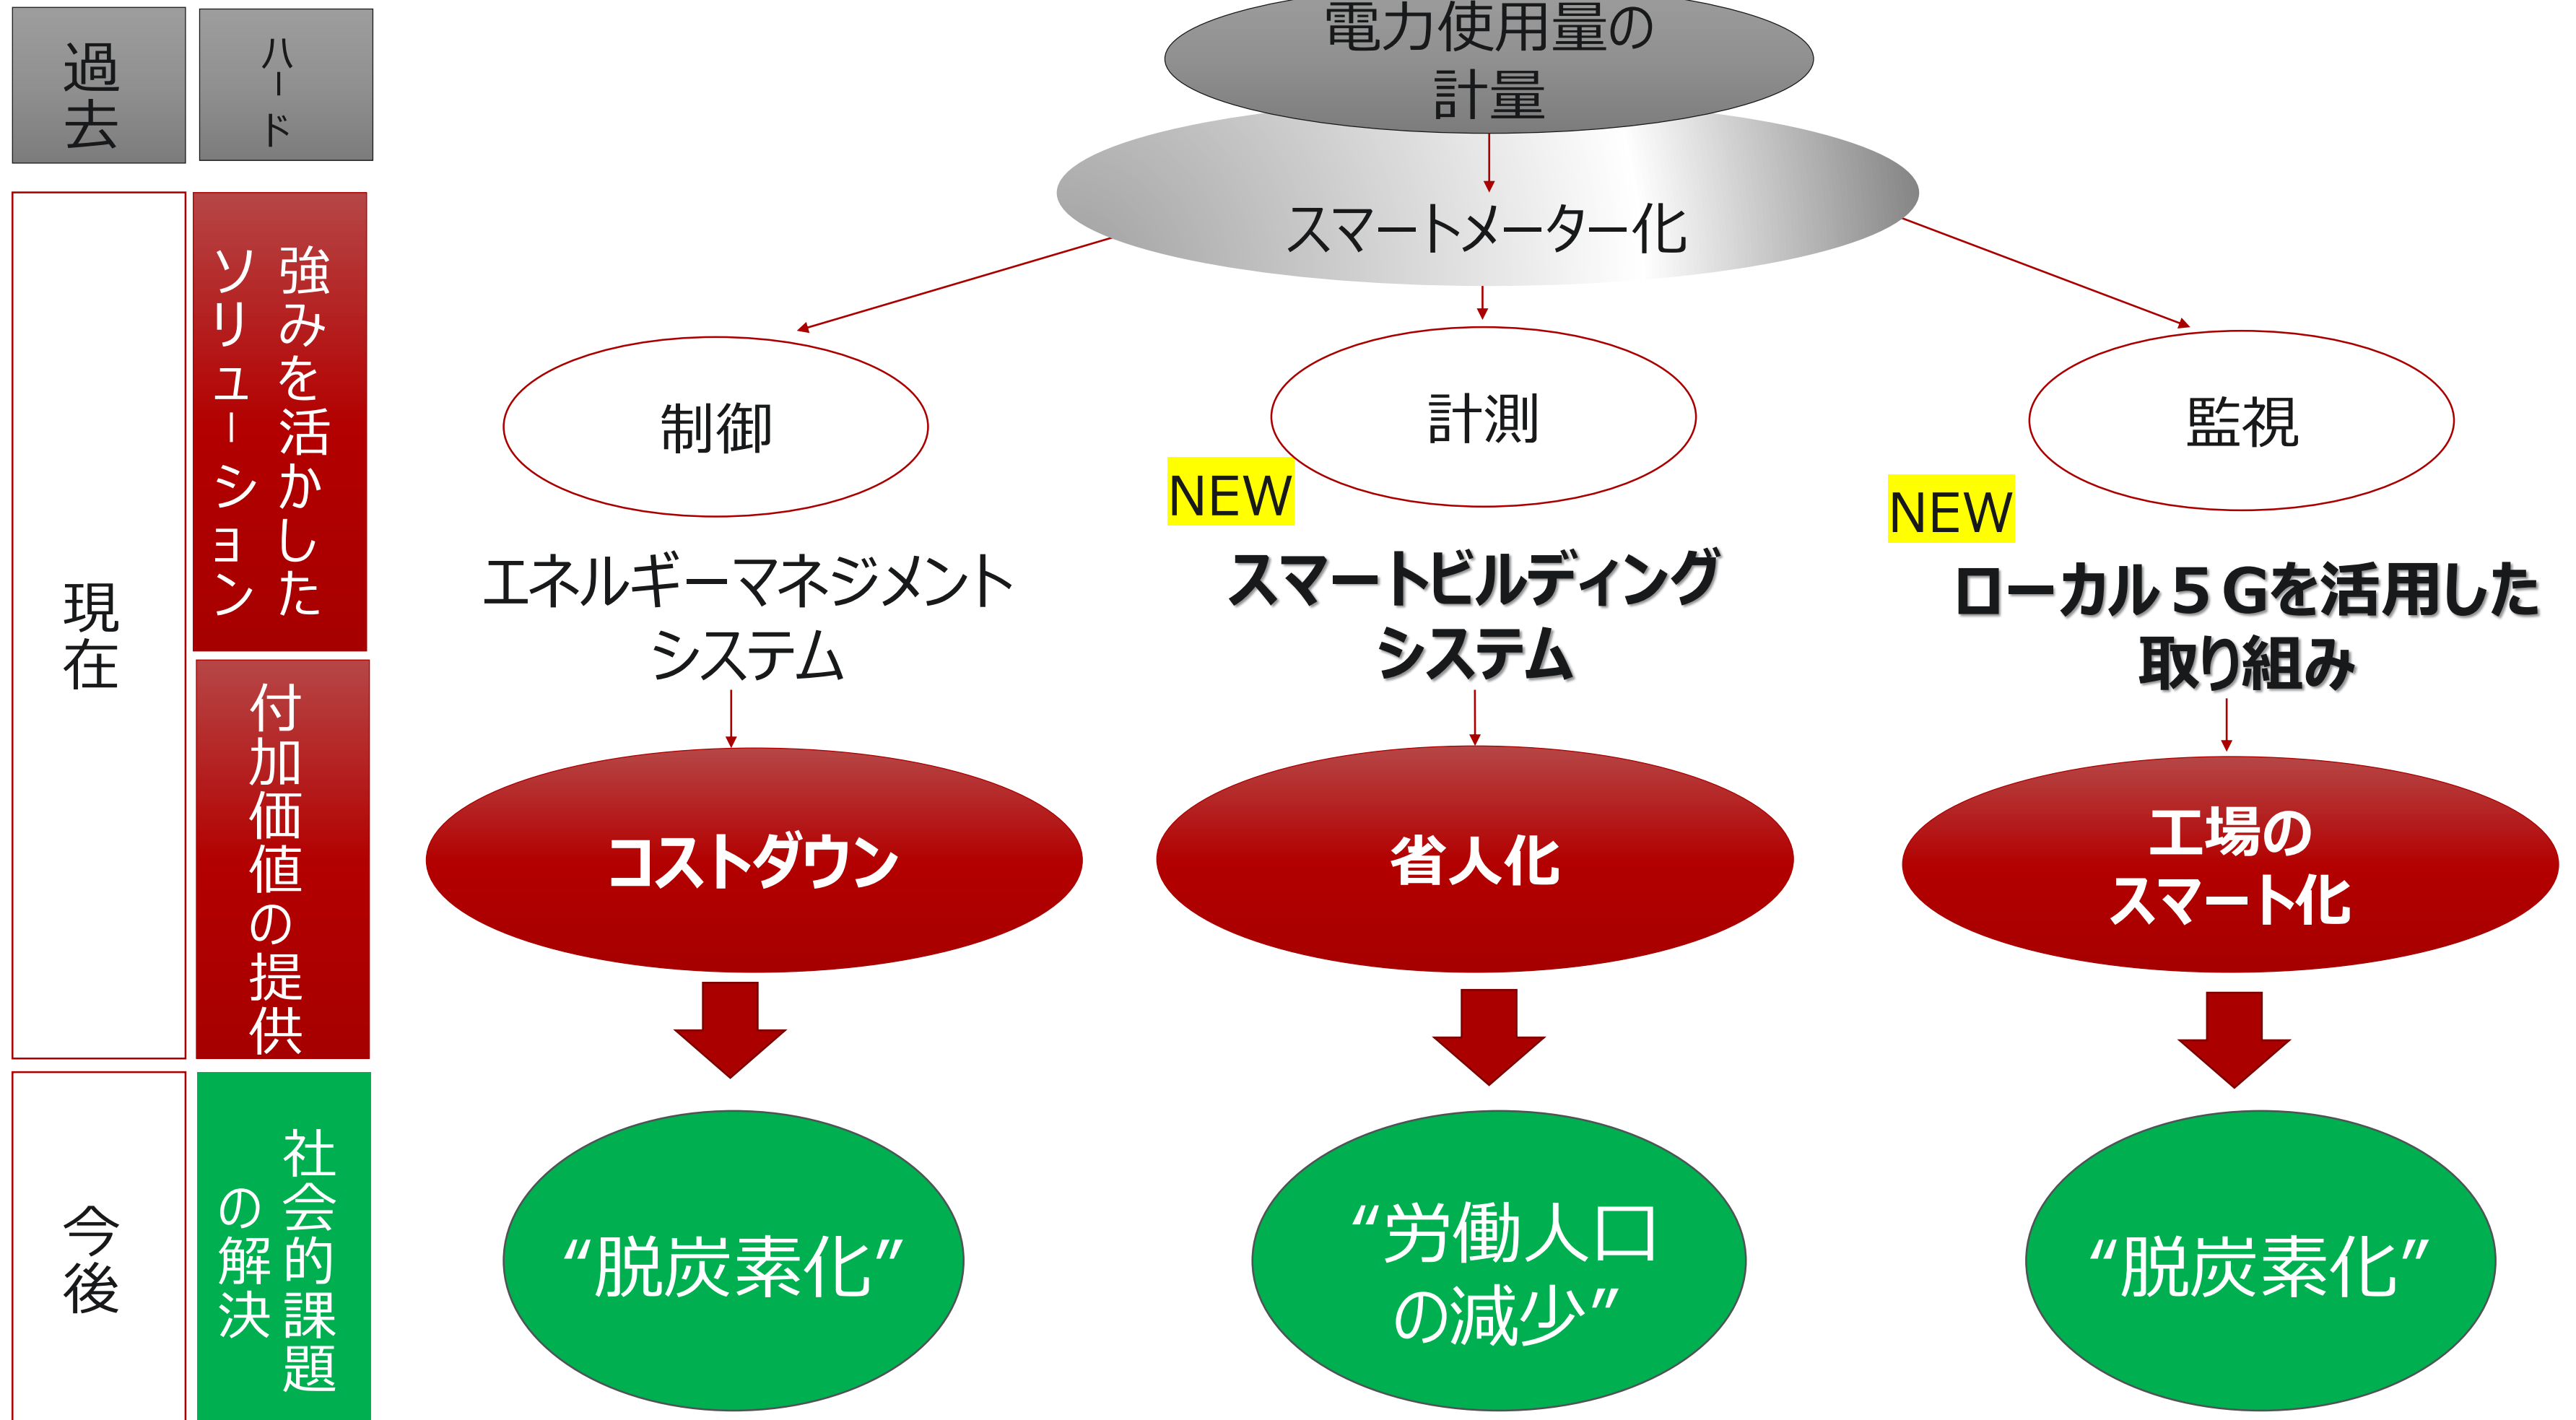 過去
ハード
電力使用量の
計量
スマートメーター化
現在
強みを活かした
ソリューション
制御
計測
監視
NEW
NEW
エネルギーマネジメント
システム
スマートビルディング
システム
ローカル５Gを活用した
取り組み
付加価値の提供
コストダウン
省人化
工場の
スマート化
今後
社会的課題
の解決
“脱炭素化”
“労働人口
の減少”
“脱炭素化”